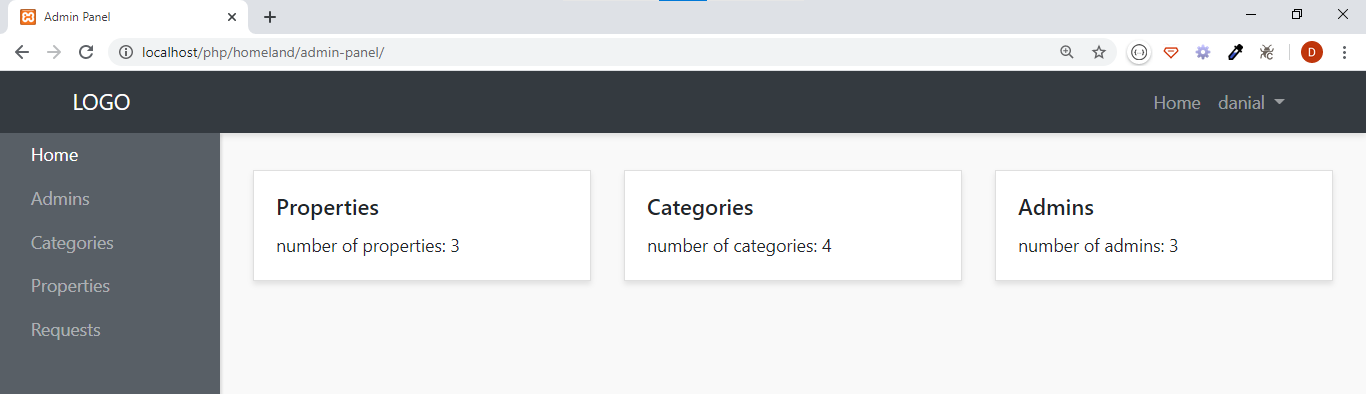 Admin Panel
localhost/php/homeland/admin-panel/
D
LOGO
Home danial
Home
Admins
Categories
Properties
Requests
Properties
number of properties: 3
Categories
number of categories: 4
Admins
number of admins: 3